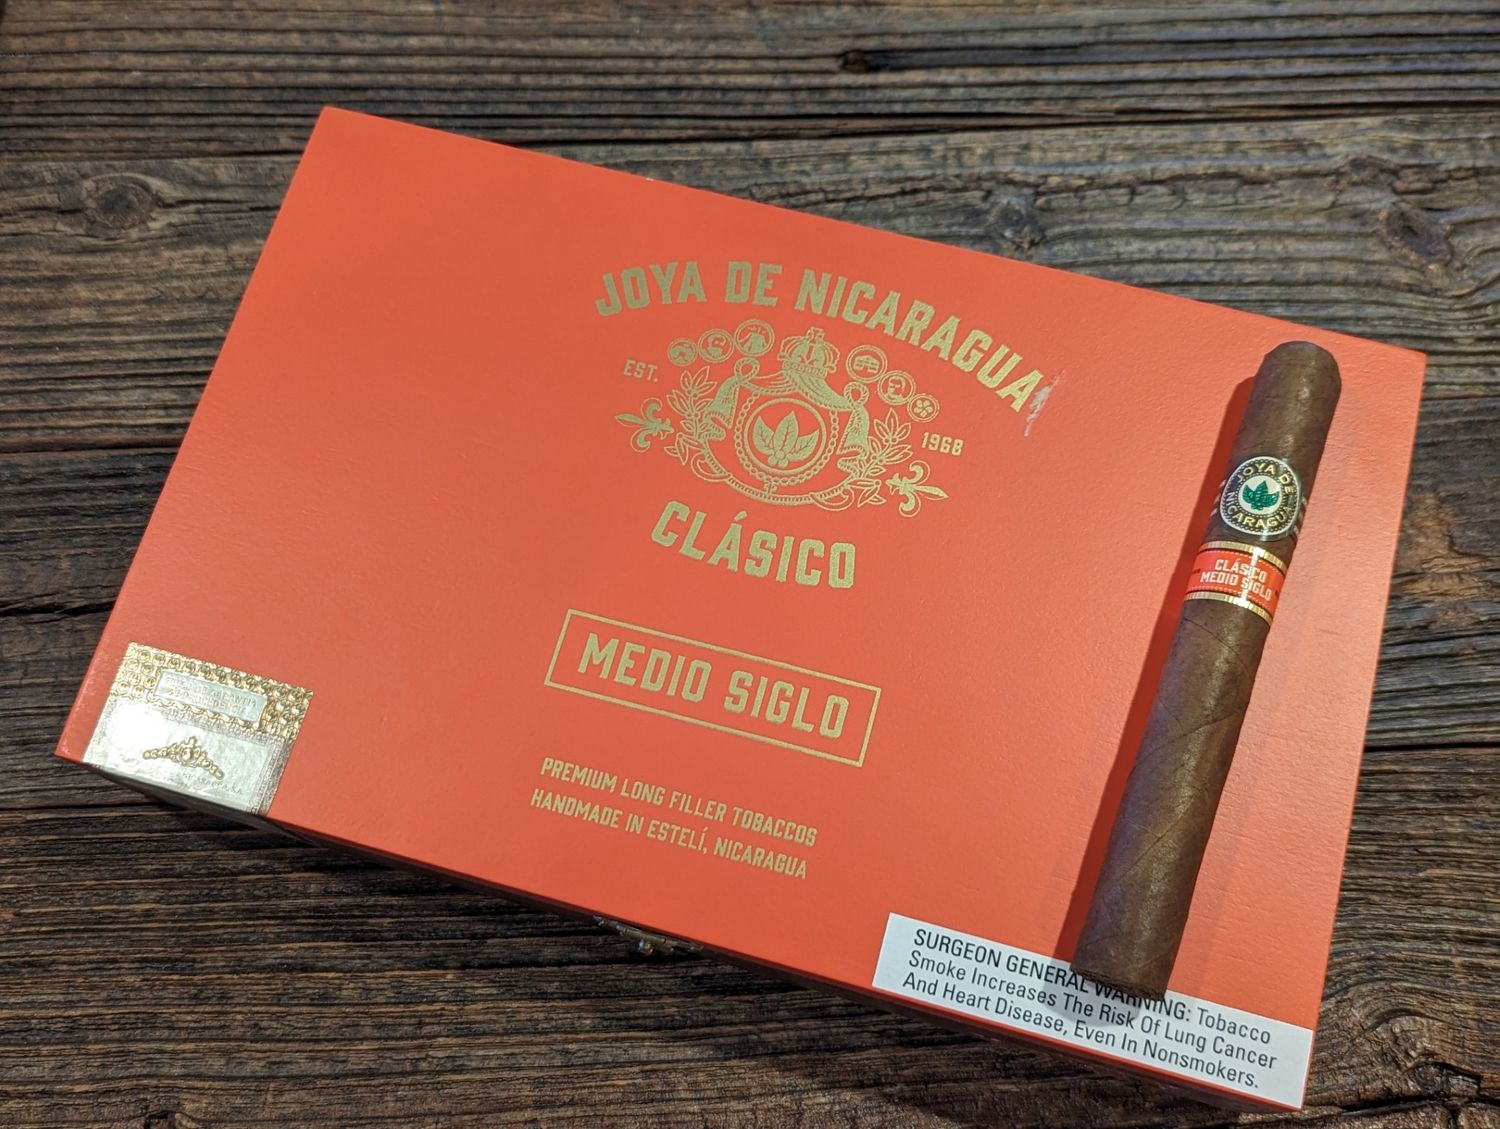 JOYA DE NICARAGUA
EST. 1968
CLÁSICO
MEDIO SIGLO
PREMIUM LONG FILLER TOBACCOS
HANDMADE IN ESTELÍ, NICARAGUA
JOYA DE
NICARAGUA
CLÁSICO
MEDIO SIGLO
SURGEON GENERAL WARNING: Tobacco
Smoke Increases The Risk Of Lung Cancer
And Heart Disease, Even In Nonsmokers.